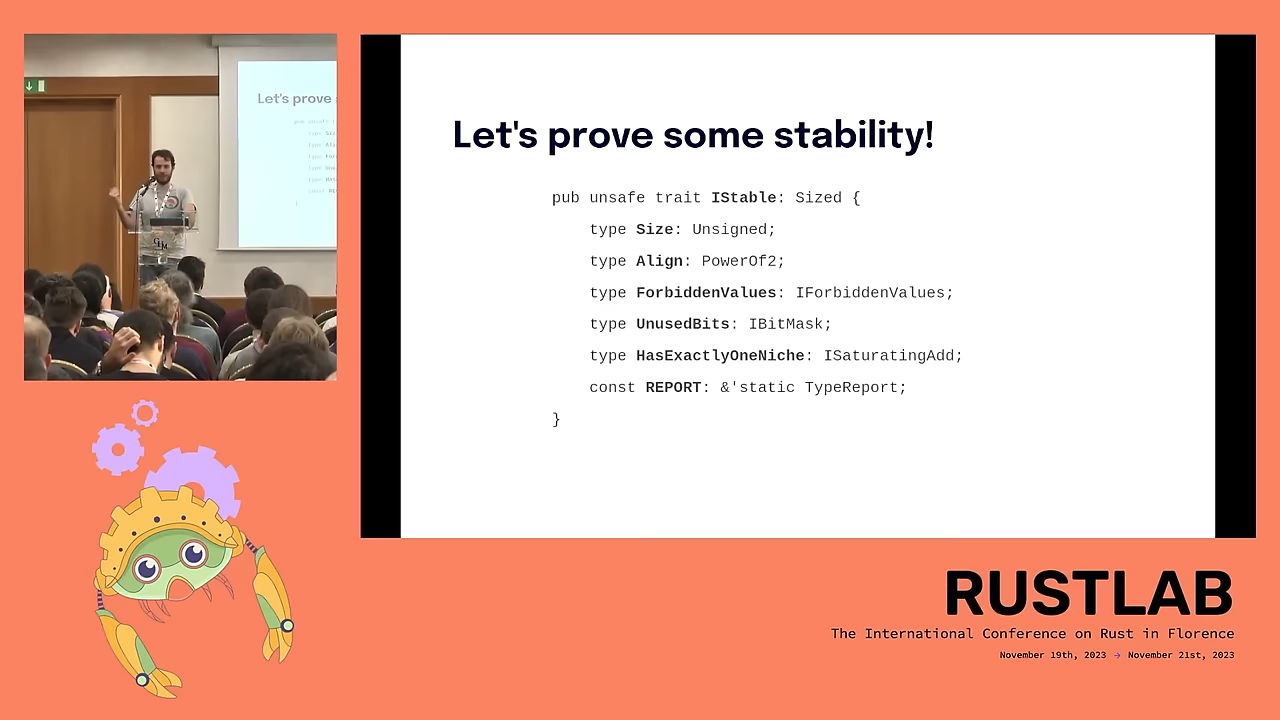 Let's prove some stability!
pub unsafe trait IStable: Sized {
type Size: Unsigned;
type Align: PowerOf2;
type ForbiddenValues: IForbiddenValues;
type UnusedBits: IBitMask;
type HasExactlyOneNiche: ISaturatingAdd;
const REPORT: &'static TypeReport;
}
Let's prove
RUSTLAB
The International Conference on Rust in Florence
November 19th, 2023 → November 21st, 2023